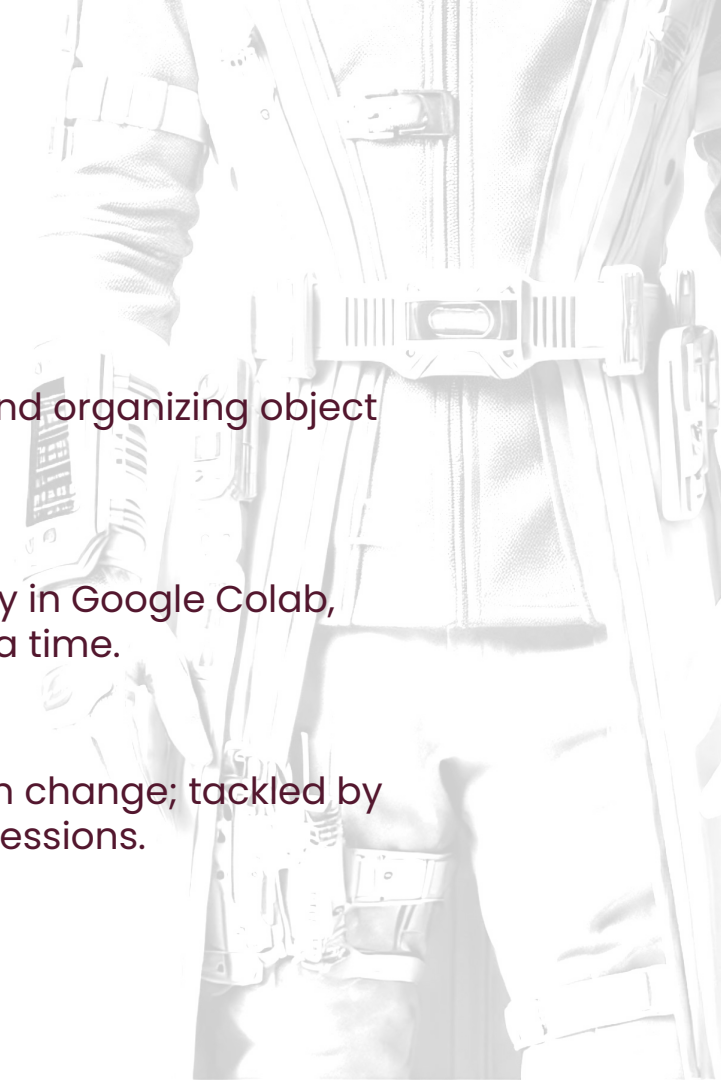 nd organizing object
y in Google Colab,
a time.
n change; tackled by
essions.